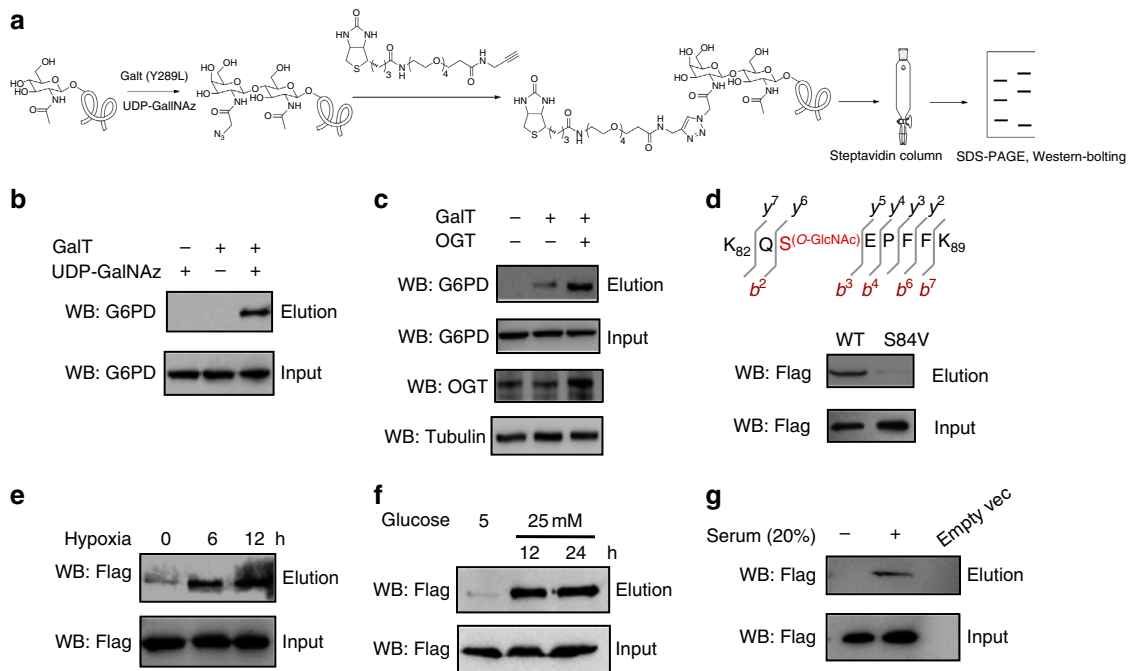 a
Galt (Y289L)
UDP-GallNAz
Steptavidin column
SDS-PAGE, Western-bolting
b
GalT – + +
UDP-GalNAz + – +
WB: G6PD Elution
WB: G6PD Input
c
GalT – + +
OGT – – +
WB: G6PD Elution
WB: G6PD Input
WB: OGT
WB: Tubulin
d
y7 y6 y5 y4 y3 y2
K82 Q S(O-GlcNAc) E P F F K89
b2 b3 b4 b6 b7
WT S84V
WB: Flag Elution
WB: Flag Input
e
Hypoxia 0 6 12 h
WB: Flag Elution
WB: Flag Input
f
Glucose 5 25 mM
12 24 h
WB: Flag Elution
WB: Flag Input
g
Serum (20%) – + Empty vec
WB: Flag Elution
WB: Flag Input